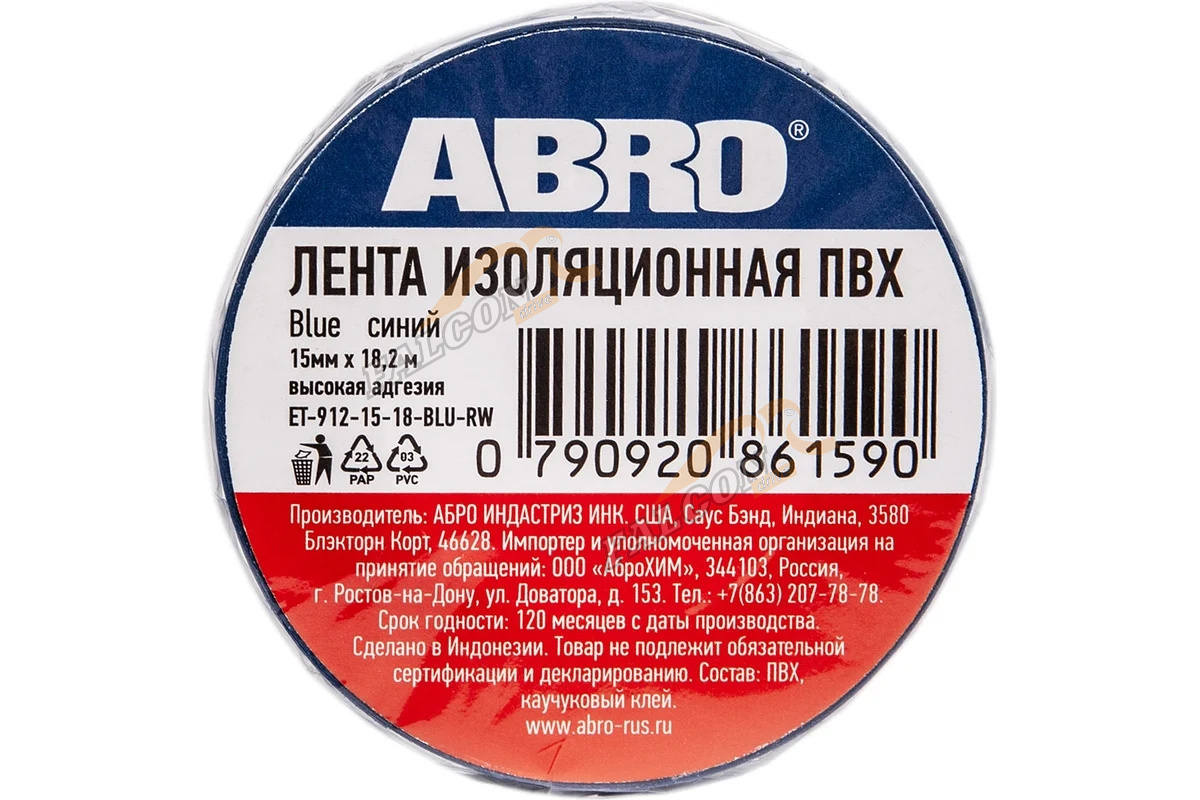 ABRO®
ЛЕНТА ИЗОЛЯЦИОННАЯ ПВХ
Blue синий
15мм x 18,2 м
высокая адгезия
ET-912-15-18-BLU-RW
22
PAP
03
PVC
0 790920 861590
Производитель: АБРО ИНДАСТРИЗ ИНК. США, Саус Бэнд, Индиана, 3580
Блэкторн Корт, 46628. Импортер и уполномоченная организация на
принятие обращений: ООО «АброХИМ», 344103, Россия,
г. Ростов-на-Дону, ул. Доватора, д. 153. Тел.: +7(863) 207-78-78.
Срок годности: 120 месяцев с даты производства.
Сделано в Индонезии. Товар не подлежит обязательной
сертификации и декларированию. Состав: ПВХ,
каучуковый клей.
www.abro-rus.ru
FALCON
FALCON